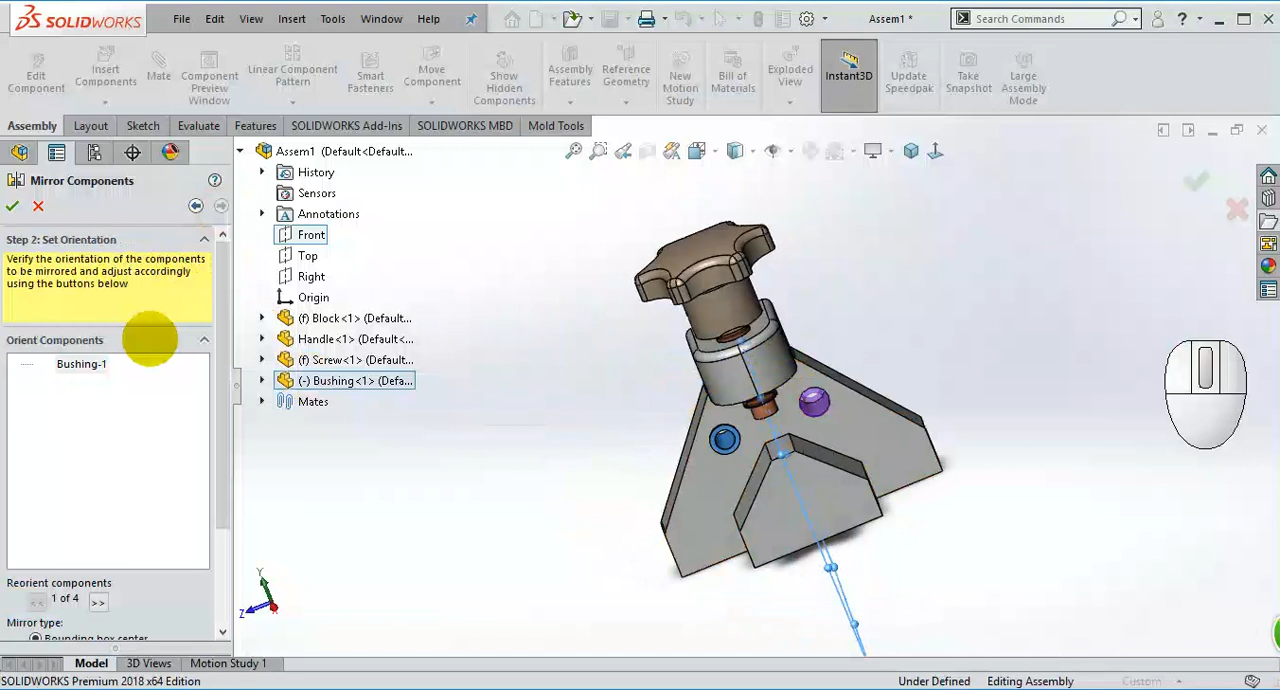 SOLIDWORKS
File Edit View Insert Tools Window Help
Assem1 *
Search Commands
?
Edit Component
Insert Components
Mate
Component Preview Window
Linear Component Pattern
Smart Fasteners
Move Component
Show Hidden Components
Assembly Features
Reference Geometry
New Motion Study
Bill of Materials
Exploded View
Instant3D
Update Speedpak
Take Snapshot
Large Assembly Mode
Assembly Layout Sketch Evaluate Features SOLIDWORKS Add-Ins SOLIDWORKS MBD Mold Tools
Mirror Components
?
Step 2: Set Orientation
Verify the orientation of the components
to be mirrored and adjust accordingly
using the buttons below
Orient Components
Bushing-1
Reorient components
<< 1 of 4 >>
Mirror type:
Bounding box center
Assem1 (Default<Default...
History
Sensors
A Annotations
Front
Top
Right
Origin
(f) Block<1> (Default...
Handle<1> (Default<...
(f) Screw<1> (Default...
(-) Bushing<1> (Defa...
Mates
Y
Z
Model 3D Views Motion Study 1
SOLIDWORKS Premium 2018 x64 Edition
Under Defined Editing Assembly Custom